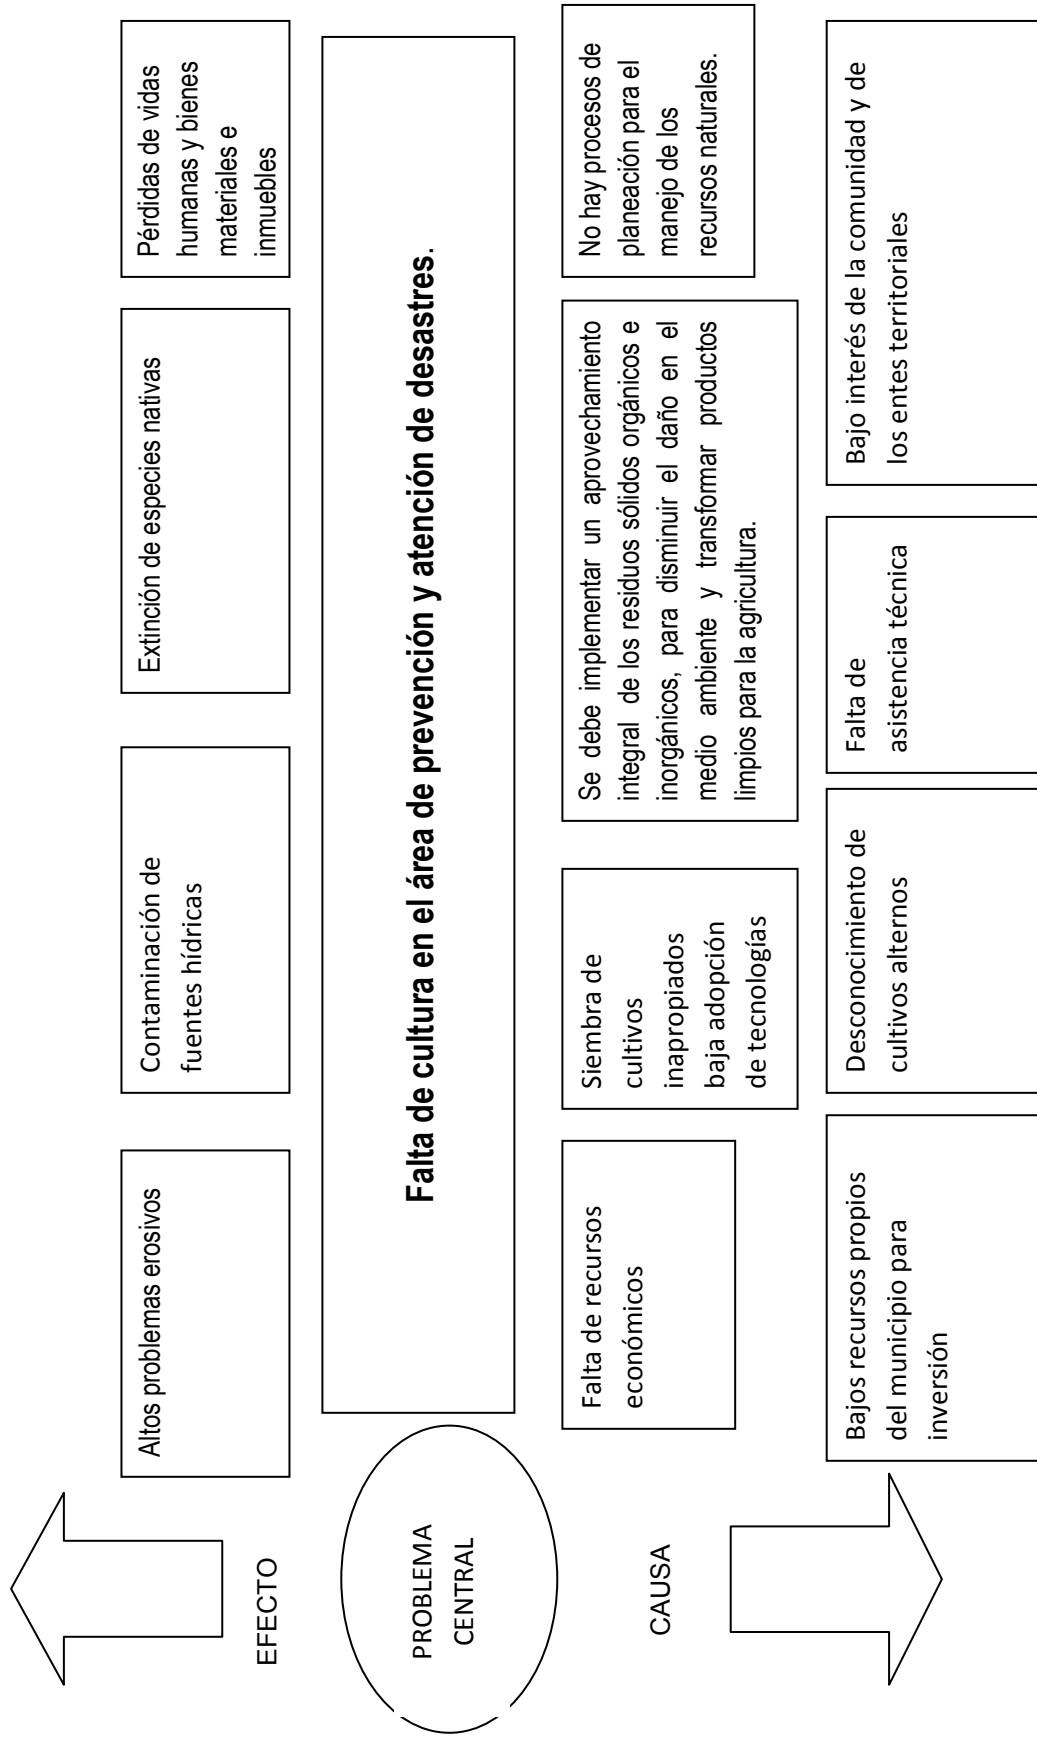 EFECTO
Altos problemas erosivos
Contaminación de
fuentes hídricas
Extinción de especies nativas
Pérdidas de vidas
humanas y bienes
materiales e
inmuebles
PROBLEMA
CENTRAL
Falta de cultura en el área de prevención y atención de desastres.
CAUSA
Falta de recursos
económicos
Siembra de
cultivos
inapropiados
baja adopción
de tecnologías
Se debe implementar un aprovechamiento
integral de los residuos sólidos orgánicos e
inorgánicos, para disminuir el daño en el
medio ambiente y transformar productos
limpios para la agricultura.
No hay procesos de
planeación para el
manejo de los
recursos naturales.
Bajos recursos propios
del municipio para
inversión
Desconocimiento de
cultivos alternos
Falta de
asistencia técnica
Bajo interés de la comunidad y de
los entes territoriales